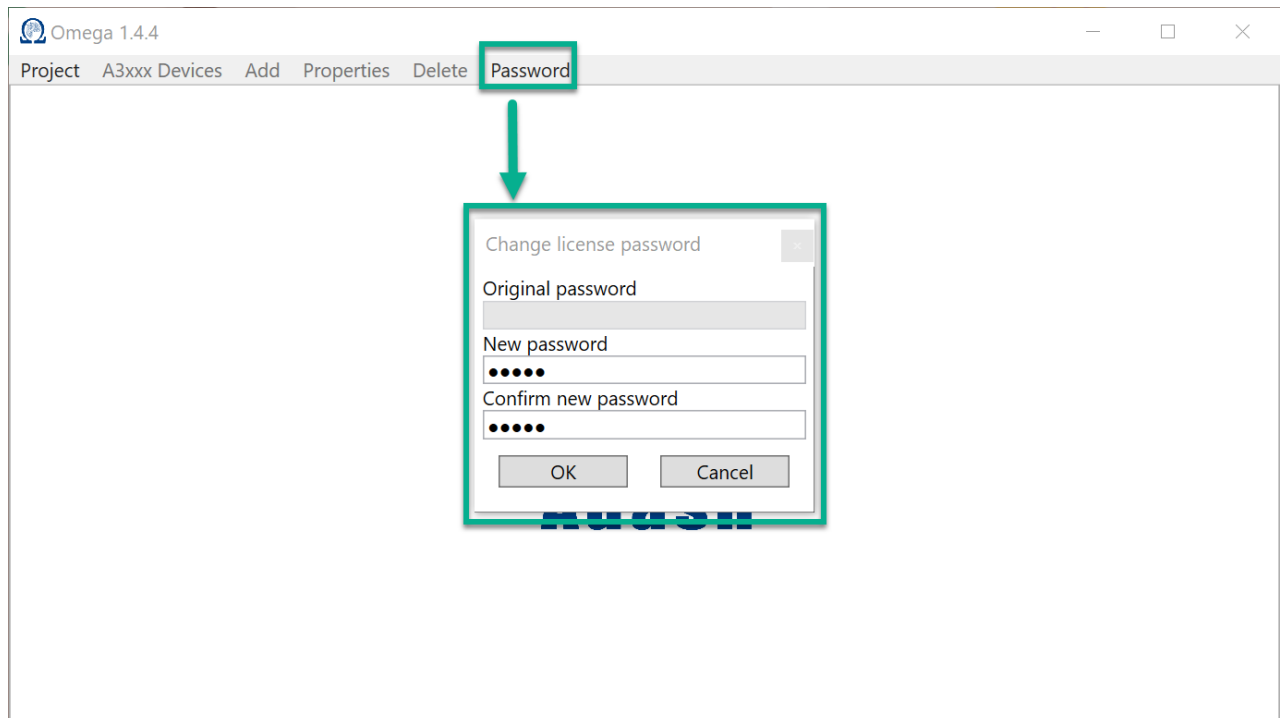 Omega 1.4.4
Project A3xxx Devices Add Properties Delete Password
Change license password
Original password
New password
•••••
Confirm new password
•••••
OK Cancel